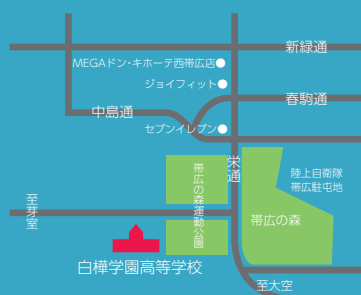 新緑通
MEGAドン・キホーテ西帯広店
ジョイフィット
春駒通
中島通
セブンイレブン
栄通
帯広の森運動公園
陸上自衛隊
帯広駐屯地
至芽室
帯広の森
白樺学園高等学校
至大空